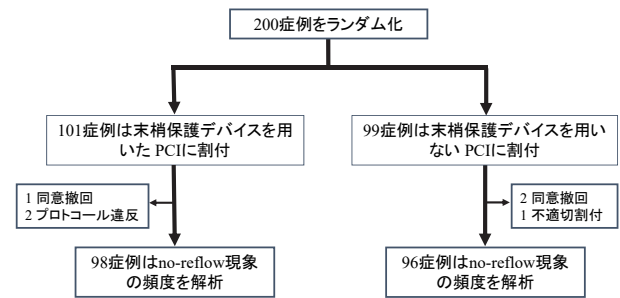 200症例をランダム化
101症例は末梢保護デバイスを用
いた PCIに割付
99症例は末梢保護デバイスを用い
ない PCIに割付
1 同意撤回
2 プロトコール違反
2 同意撤回
1 不適切割付
98症例はno-reflow現象
の頻度を解析
96症例はno-reflow現象
の頻度を解析